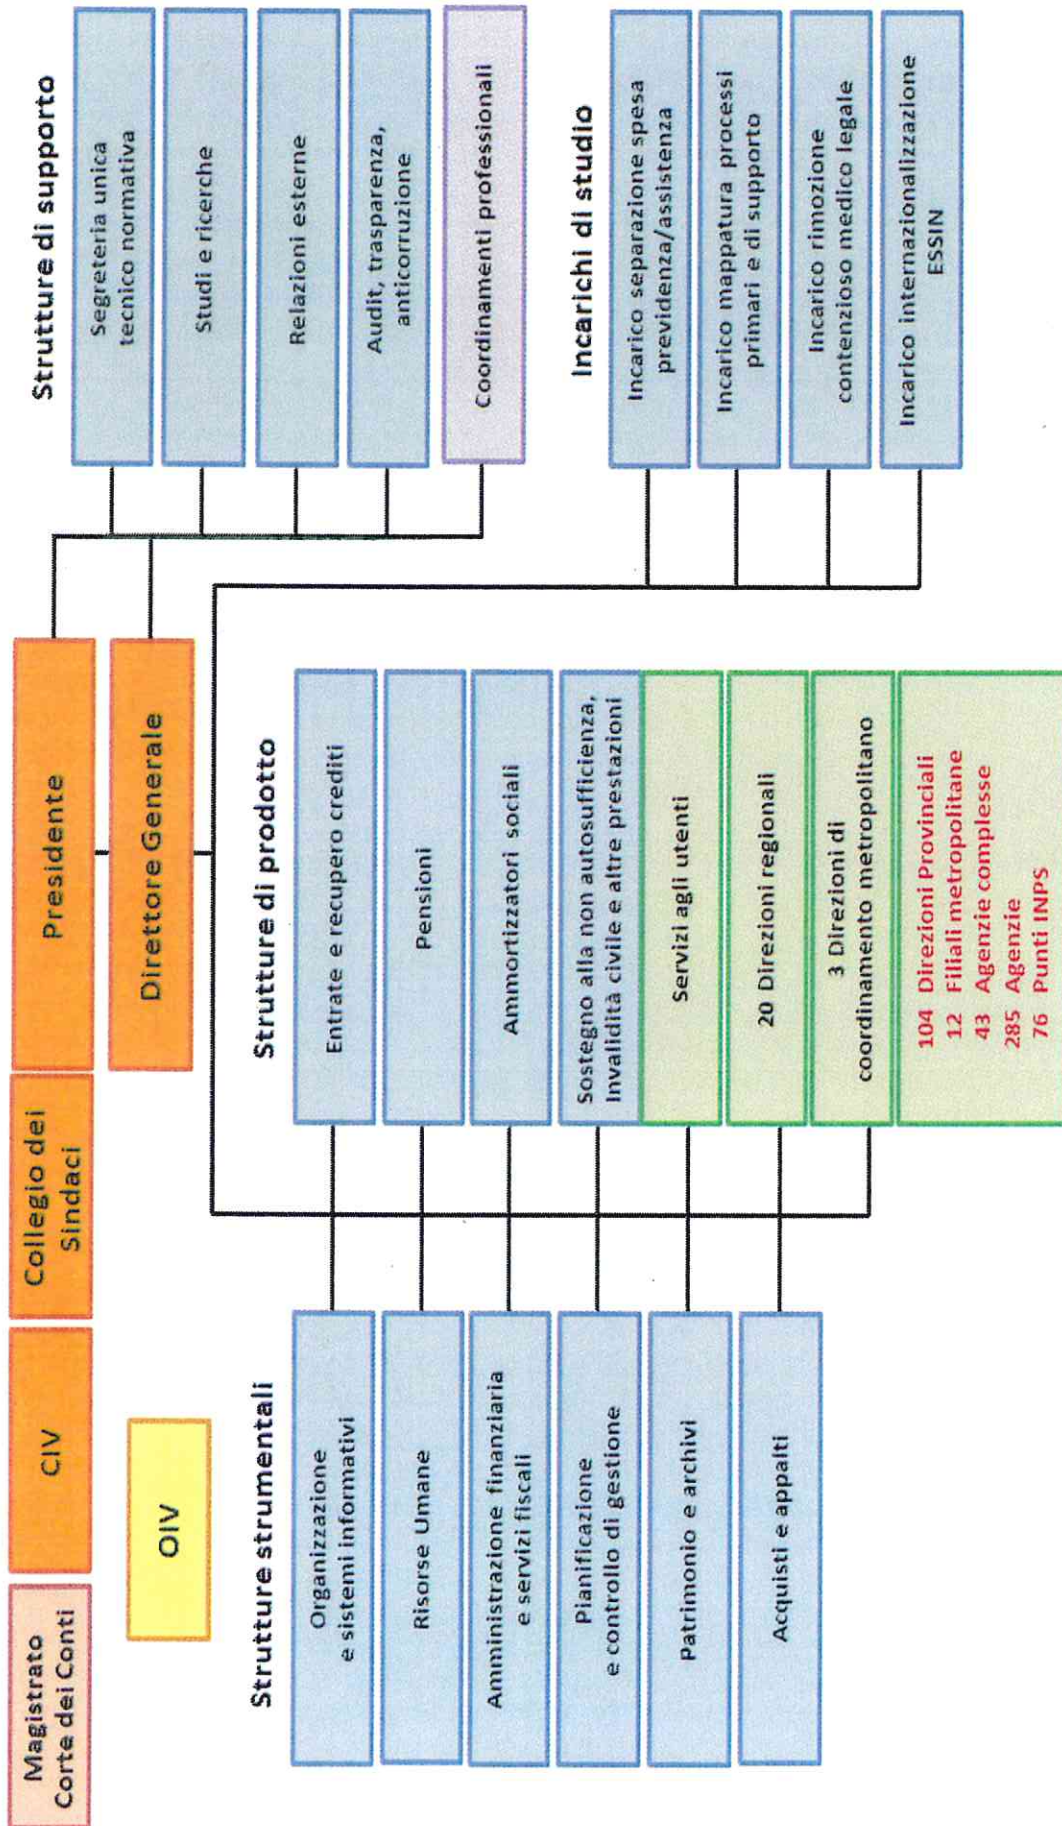 Magistrato
Corte dei Conti
CIV
Collegio dei
Sindaci
Presidente
OIV
Direttore Generale
Strutture di supporto
Segreteria unica
tecnico normativa
Studi e ricerche
Relazioni esterne
Audit, trasparenza,
anticorruzione
Coordinamenti professionali
Strutture strumentali
Organizzazione
e sistemi informativi
Risorse Umane
Amministrazione finanziaria
e servizi fiscali
Pianificazione
e controllo di gestione
Patrimonio e archivi
Acquisti e appalti
Strutture di prodotto
Entrate e recupero crediti
Pensioni
Ammortizzatori sociali
Sostegno alla non autosufficienza,
Invalidità civile e altre prestazioni
Servizi agli utenti
20 Direzioni regionali
3 Direzioni di
coordinamento metropolitano
104 Direzioni Provinciali
12 Filiali metropolitane
43 Agenzie complesse
285 Agenzie
76 Punti INPS
Incarichi di studio
Incarico separazione spesa
previdenza/assistenza
Incarico mappatura processi
primari e di supporto
Incarico rimozione
contenzioso medico legale
Incarico internazionalizzazione
ESSIN